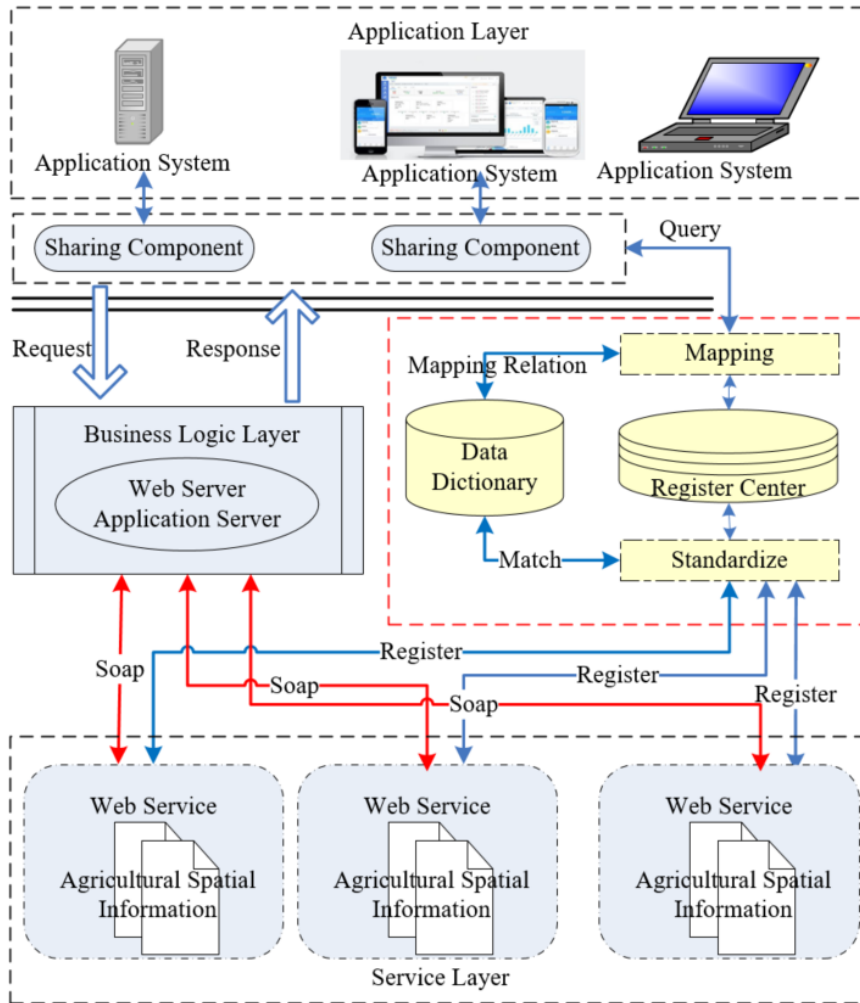 Application Layer
Application System
Application System
Application System
Sharing Component
Sharing Component
Query
Request
Response
Mapping
Mapping Relation
Business Logic Layer
Web Server
Application Server
Data
Dictionary
Register Center
Match
Standardize
Register
Soap
Soap
Register
Soap
Register
Web Service
Agricultural Spatial
Information
Web Service
Agricultural Spatial
Information
Web Service
Agricultural Spatial
Information
Service Layer